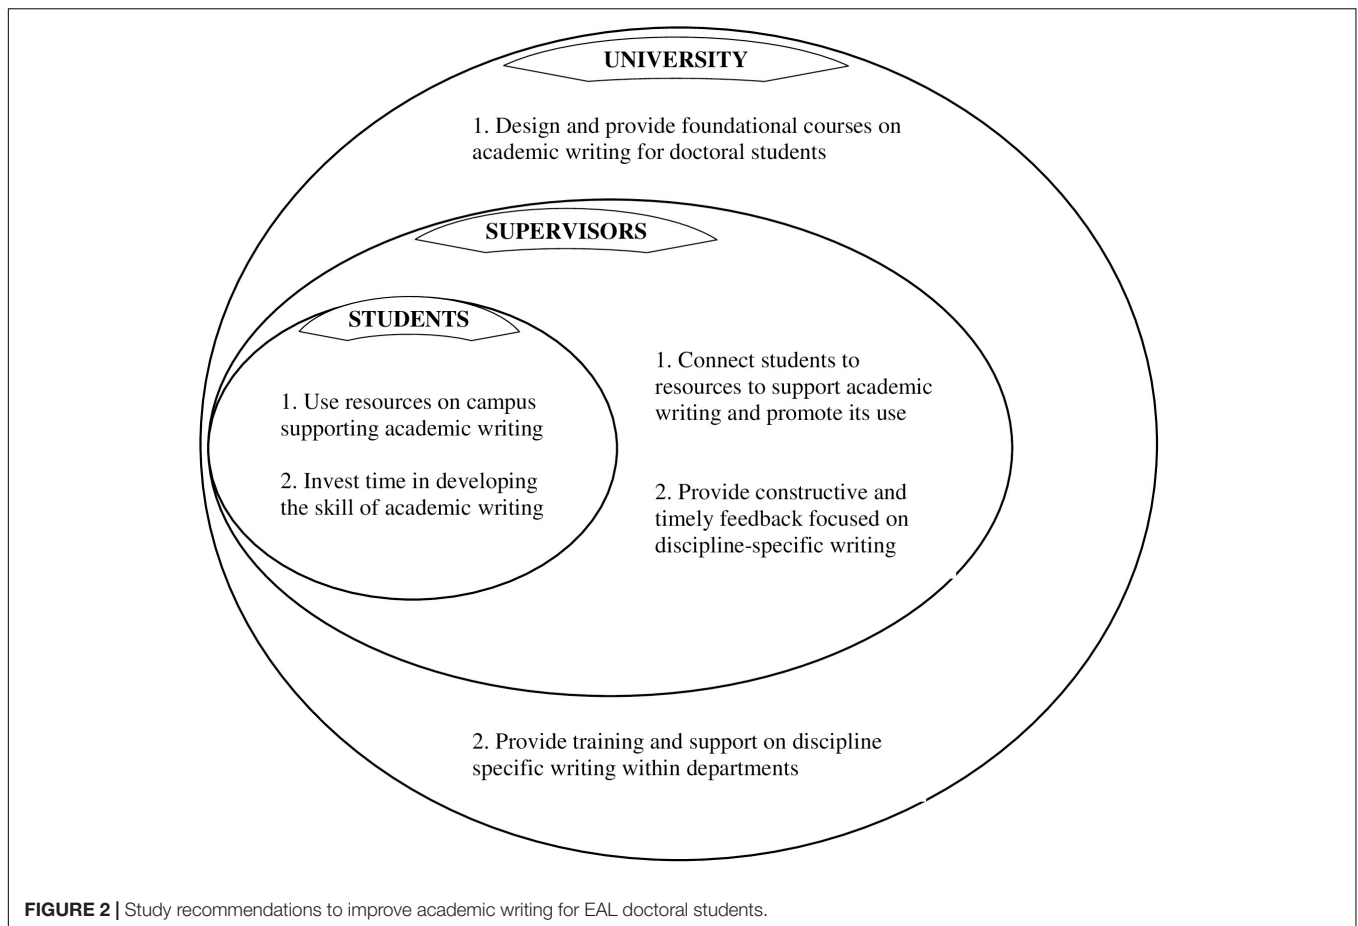 UNIVERSITY
1. Design and provide foundational courses on
academic writing for doctoral students
SUPERVISORS
STUDENTS
1. Use resources on campus
supporting academic writing
2. Invest time in developing
the skill of academic writing
1. Connect students to
resources to support academic
writing and promote its use
2. Provide constructive and
timely feedback focused on
discipline-specific writing
2. Provide training and support on discipline
specific writing within departments
FIGURE 2 | Study recommendations to improve academic writing for EAL doctoral students.